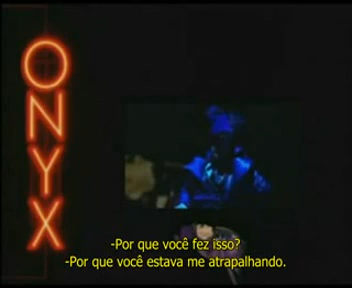 ONYX
-Por que você fez isso?
-Por que você estava me atrapalhando.